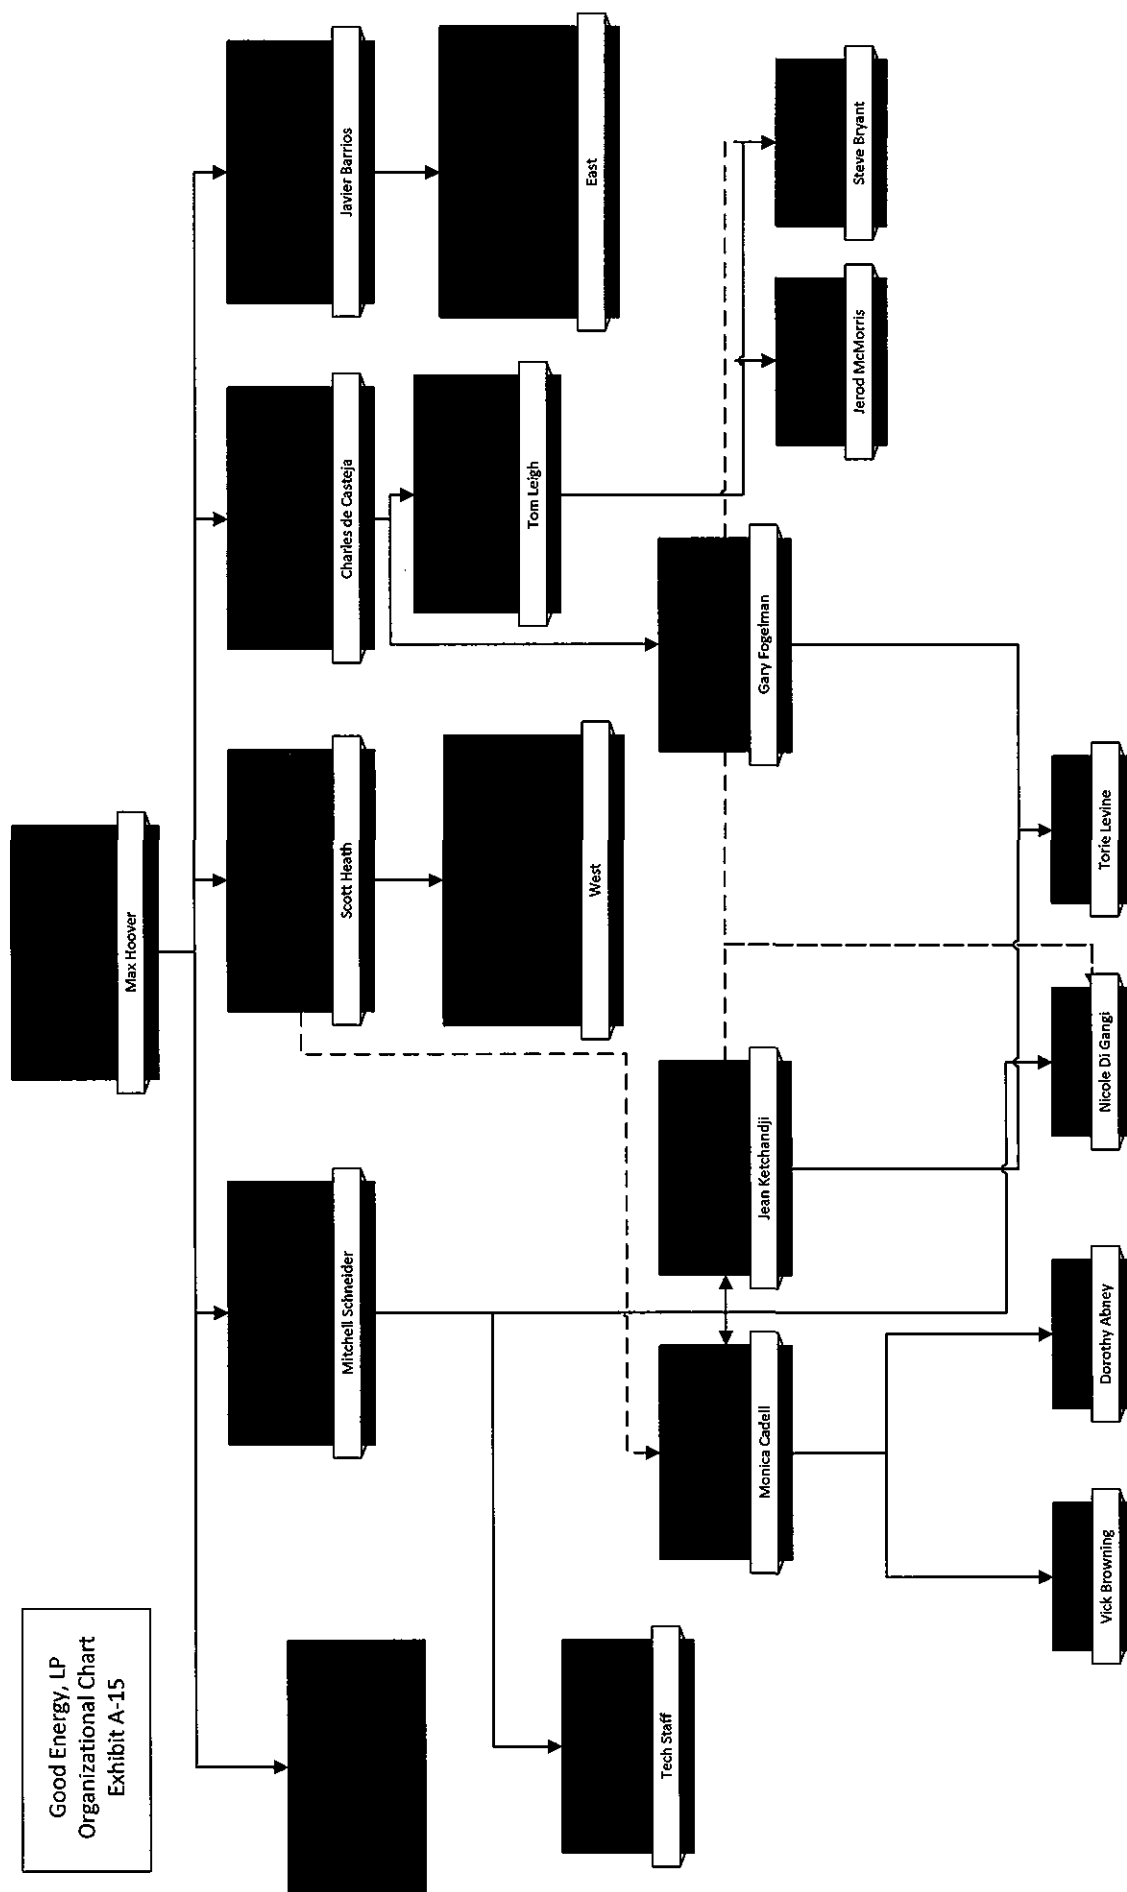 Good Energy, LP
Organizational Chart
Exhibit A-15
Max Hoover
Mitchell Schneider
Scott Heath
Charles de Casteja
Javier Barrios
Tech Staff
West
Tom Leigh
East
Monica Cadell
Jean Ketchandji
Gary Fogelman
Jerod McMorris
Steve Bryant
Vick Browning
Dorothy Abney
Nicole Di Gangi
Torie Levine